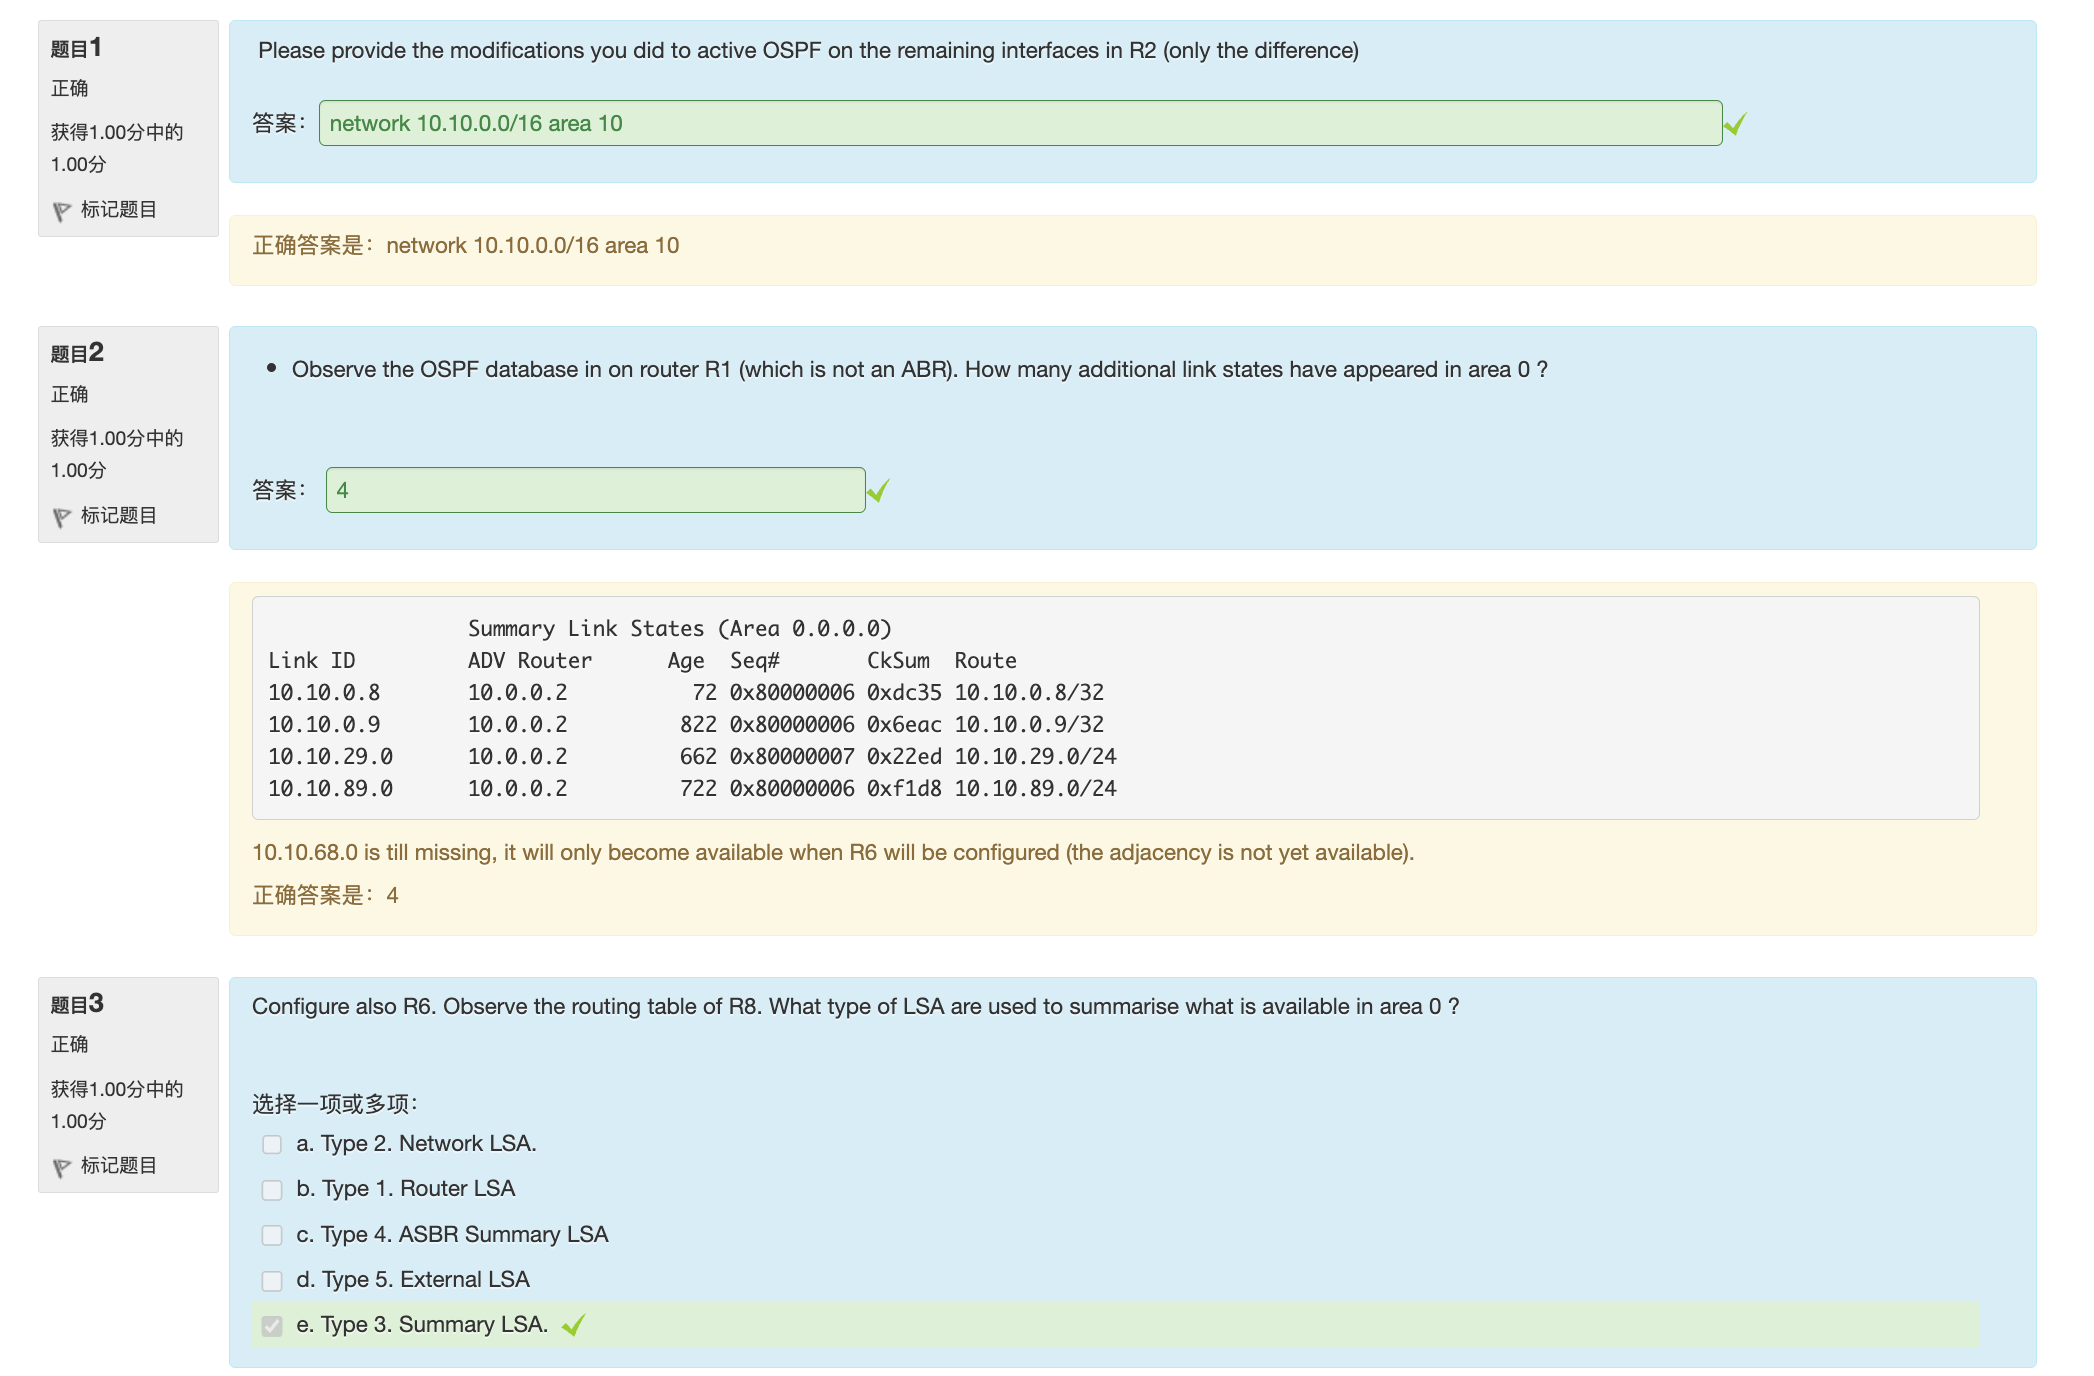 题目1
正确
获得1.00分中的
1.00分
标记题目
Please provide the modifications you did to active OSPF on the remaining interfaces in R2 (only the difference)
答案： network 10.10.0.0/16 area 10
正确答案是：network 10.10.0.0/16 area 10
题目2
正确
获得1.00分中的
1.00分
标记题目
• Observe the OSPF database in on router R1 (which is not an ABR). How many additional link states have appeared in area 0 ?
答案： 4
Summary Link States (Area 0.0.0.0)
Link ID ADV Router Age Seq# CkSum Route
10.10.0.8 10.0.0.2 72 0x80000006 0xdc35 10.10.0.8/32
10.10.0.9 10.0.0.2 822 0x80000006 0x6eac 10.10.0.9/32
10.10.29.0 10.0.0.2 662 0x80000007 0x22ed 10.10.29.0/24
10.10.89.0 10.0.0.2 722 0x80000006 0xf1d8 10.10.89.0/24
10.10.68.0 is till missing, it will only become available when R6 will be configured (the adjacency is not yet available).
正确答案是：4
题目3
正确
获得1.00分中的
1.00分
标记题目
Configure also R6. Observe the routing table of R8. What type of LSA are used to summarise what is available in area 0 ?
选择一项或多项：
a. Type 2. Network LSA.
b. Type 1. Router LSA
c. Type 4. ASBR Summary LSA
d. Type 5. External LSA
e. Type 3. Summary LSA.